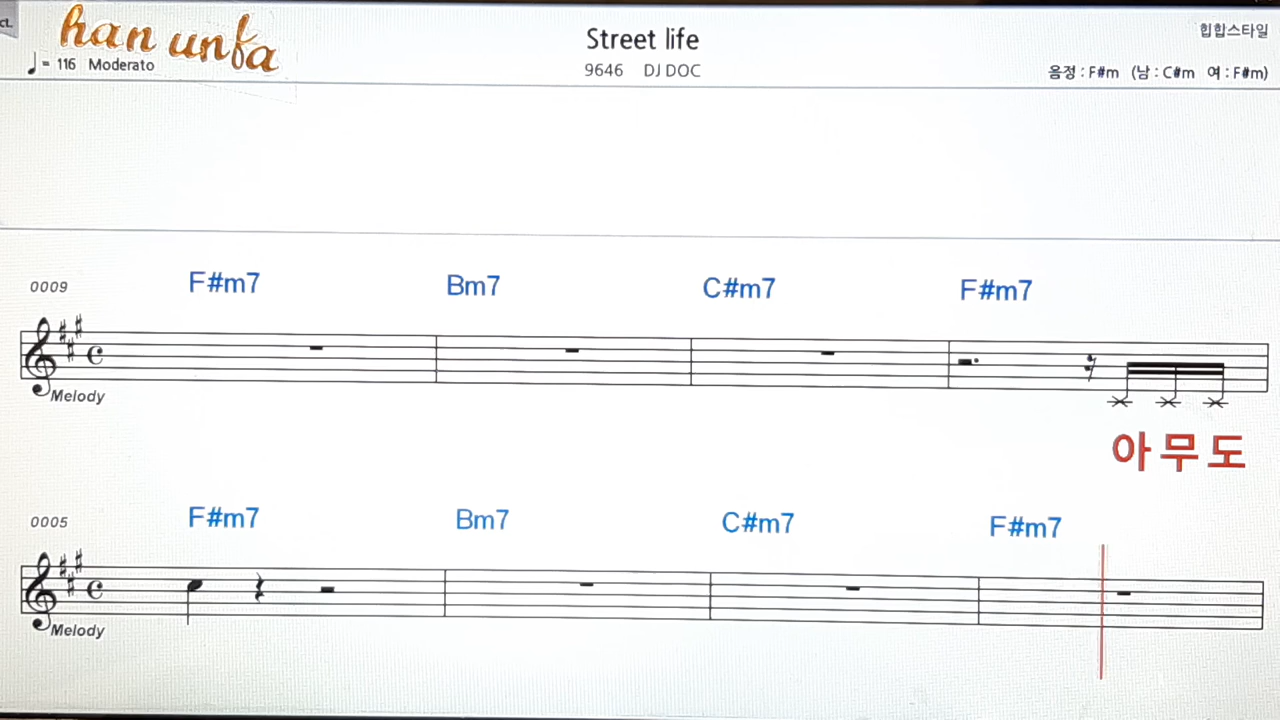 CL
han unfa
Street life
힙합스타일
♩= 116 Moderato
9646 DJ DOC
음정 : F#m (남 : C#m 여 : F#m)
0009
F#m7 Bm7 C#m7 F#m7
Melody
아 무 도
0005
F#m7 Bm7 C#m7 F#m7
Melody